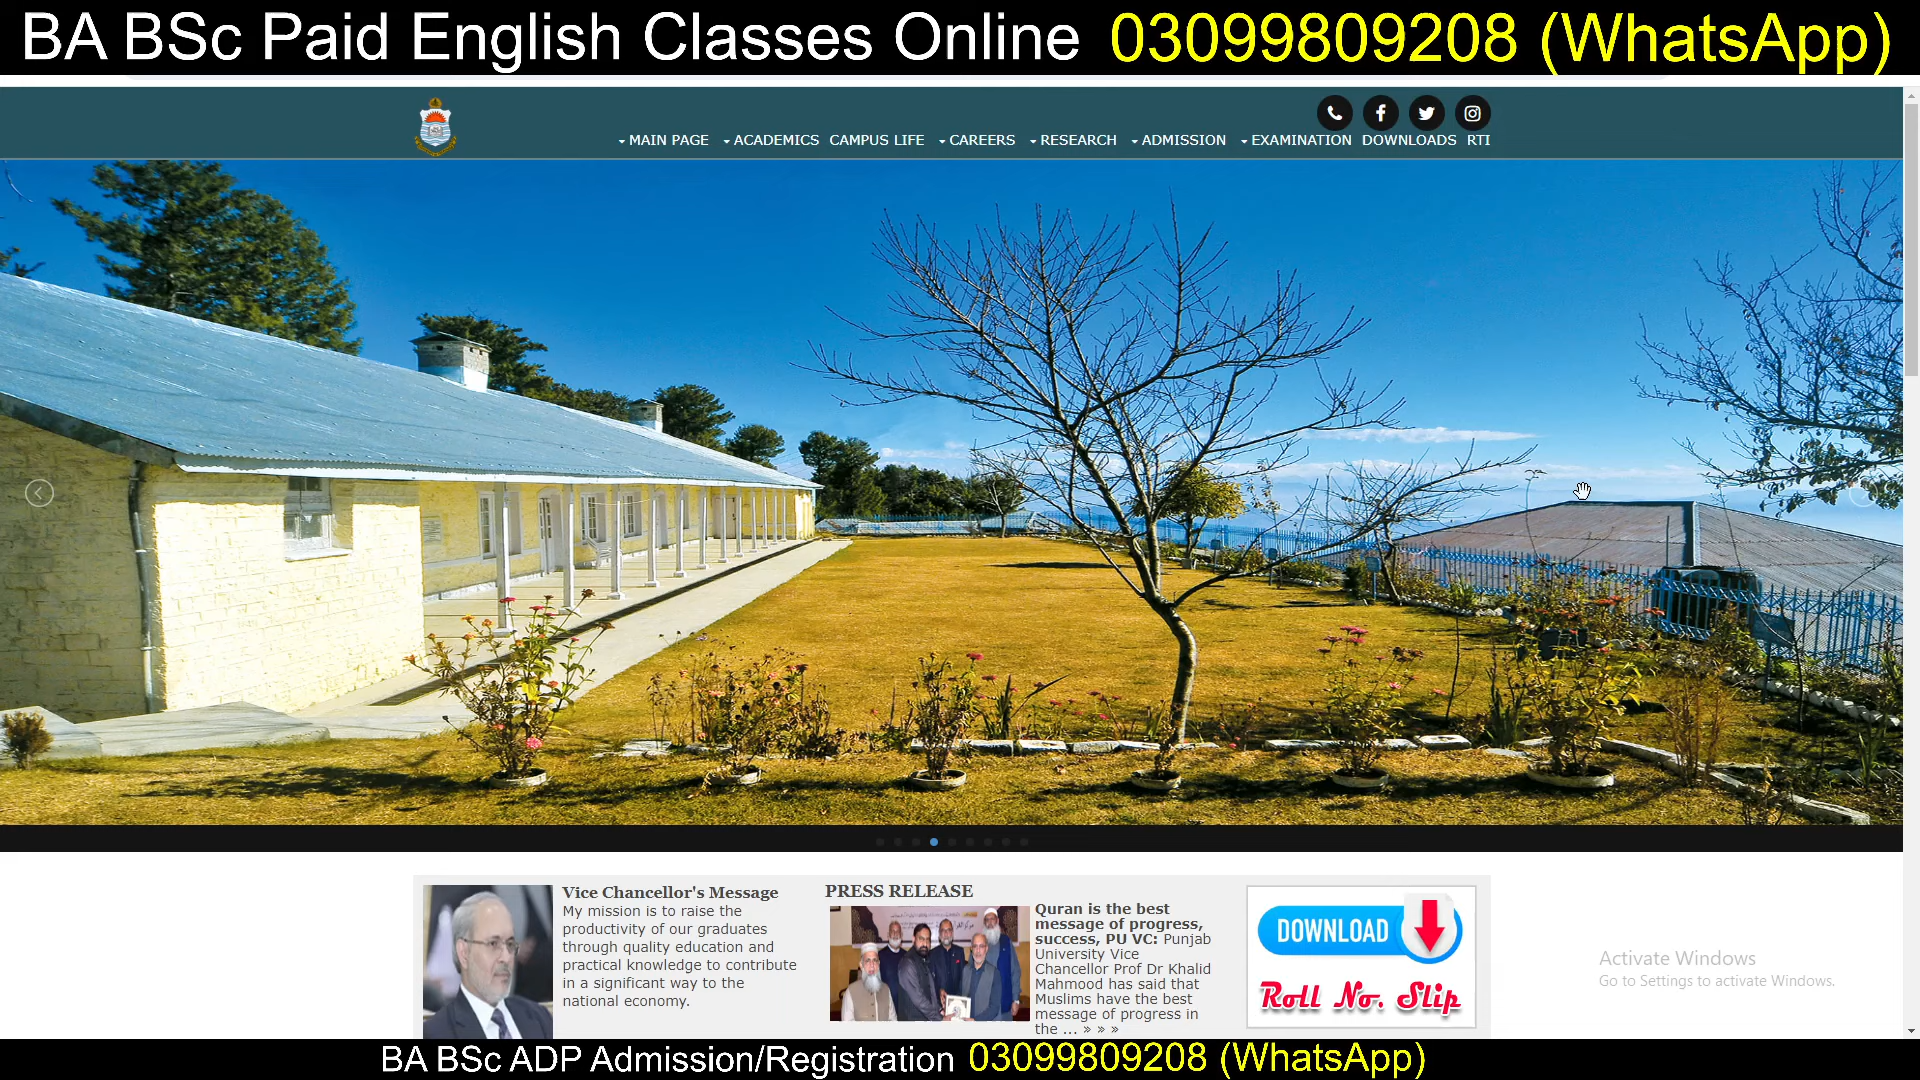 BA BSc Paid English Classes Online 03099809208 (WhatsApp)
MAIN PAGE ACADEMICS CAMPUS LIFE CAREERS RESEARCH ADMISSION EXAMINATION DOWNLOADS RTI
Vice Chancellor's Message
My mission is to raise the
productivity of our graduates
through quality education and
practical knowledge to contribute
in a significant way to the
national economy.
PRESS RELEASE
Quran is the best
message of progress,
success, PU VC: Punjab
University Vice
Chancellor Prof Dr Khalid
Mahmood has said that
Muslims have the best
message of progress in
the ... » » »
DOWNLOAD
Roll No. Slip
Activate Windows
Go to Settings to activate Windows.
BA BSc ADP Admission/Registration 03099809208 (WhatsApp)